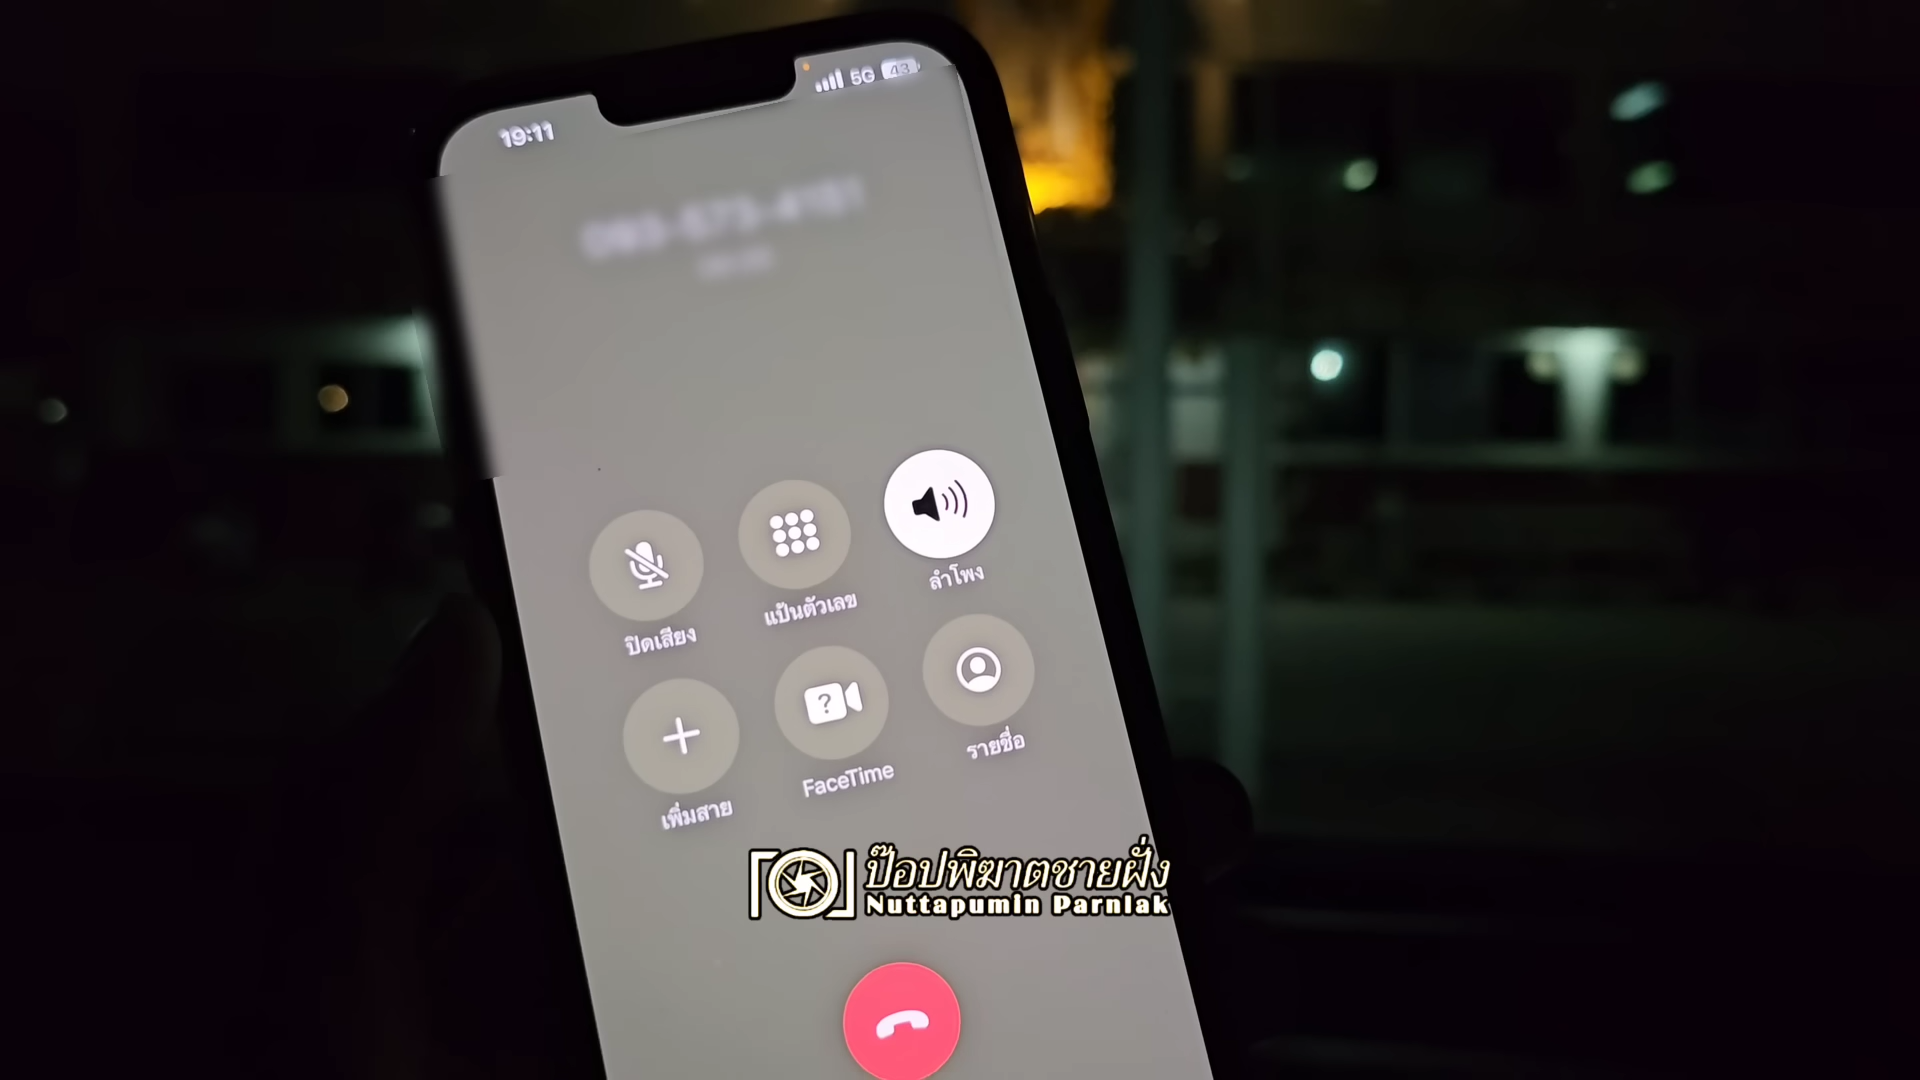 19:11
5G 43
ปิดเสียง
แป้นตัวเลข
ลำโพง
เพิ่มสาย
FaceTime
รายชื่อ
ป๊อปพิฆาตชายฝั่ง
Nuttapumin Parnlak